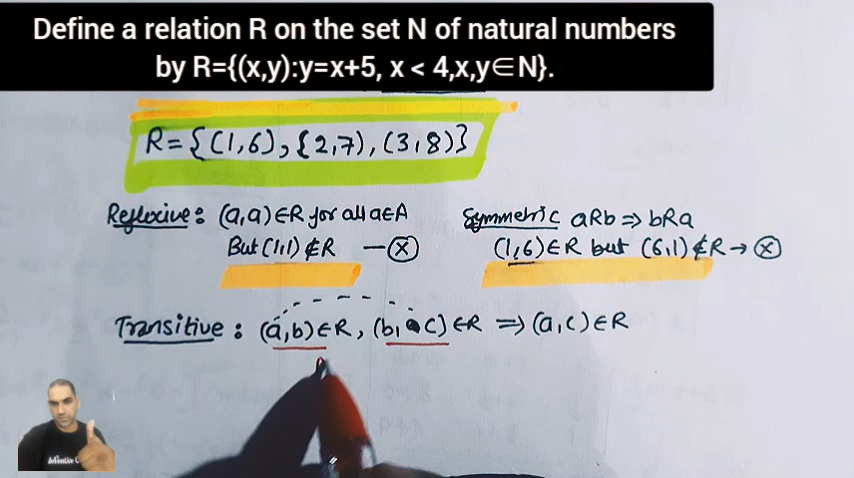 Define a relation R on the set N of natural numbers
by R={(x,y):y=x+5, x < 4,x,y∈N}.
R={(1,6), {2,7), (3,8)}
Reflexive: (a,a)∈R for all a∈A
But (1,1)∉R —ⓧ
Symmetric aRb ⇒ bRa
(1,6)∈R but (6,1)∉R→ⓧ
Transitive: (a,b)∈R, (b,c)∈R ⇒(a,c)∈R